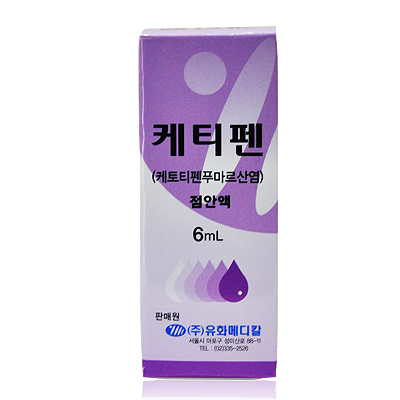 케티펜
(케토티펜푸마르산염)
점안액
6mL
판매원
(주)유화메디칼
서울시 마포구 성미산로 88-11
TEL : (02)335-2526